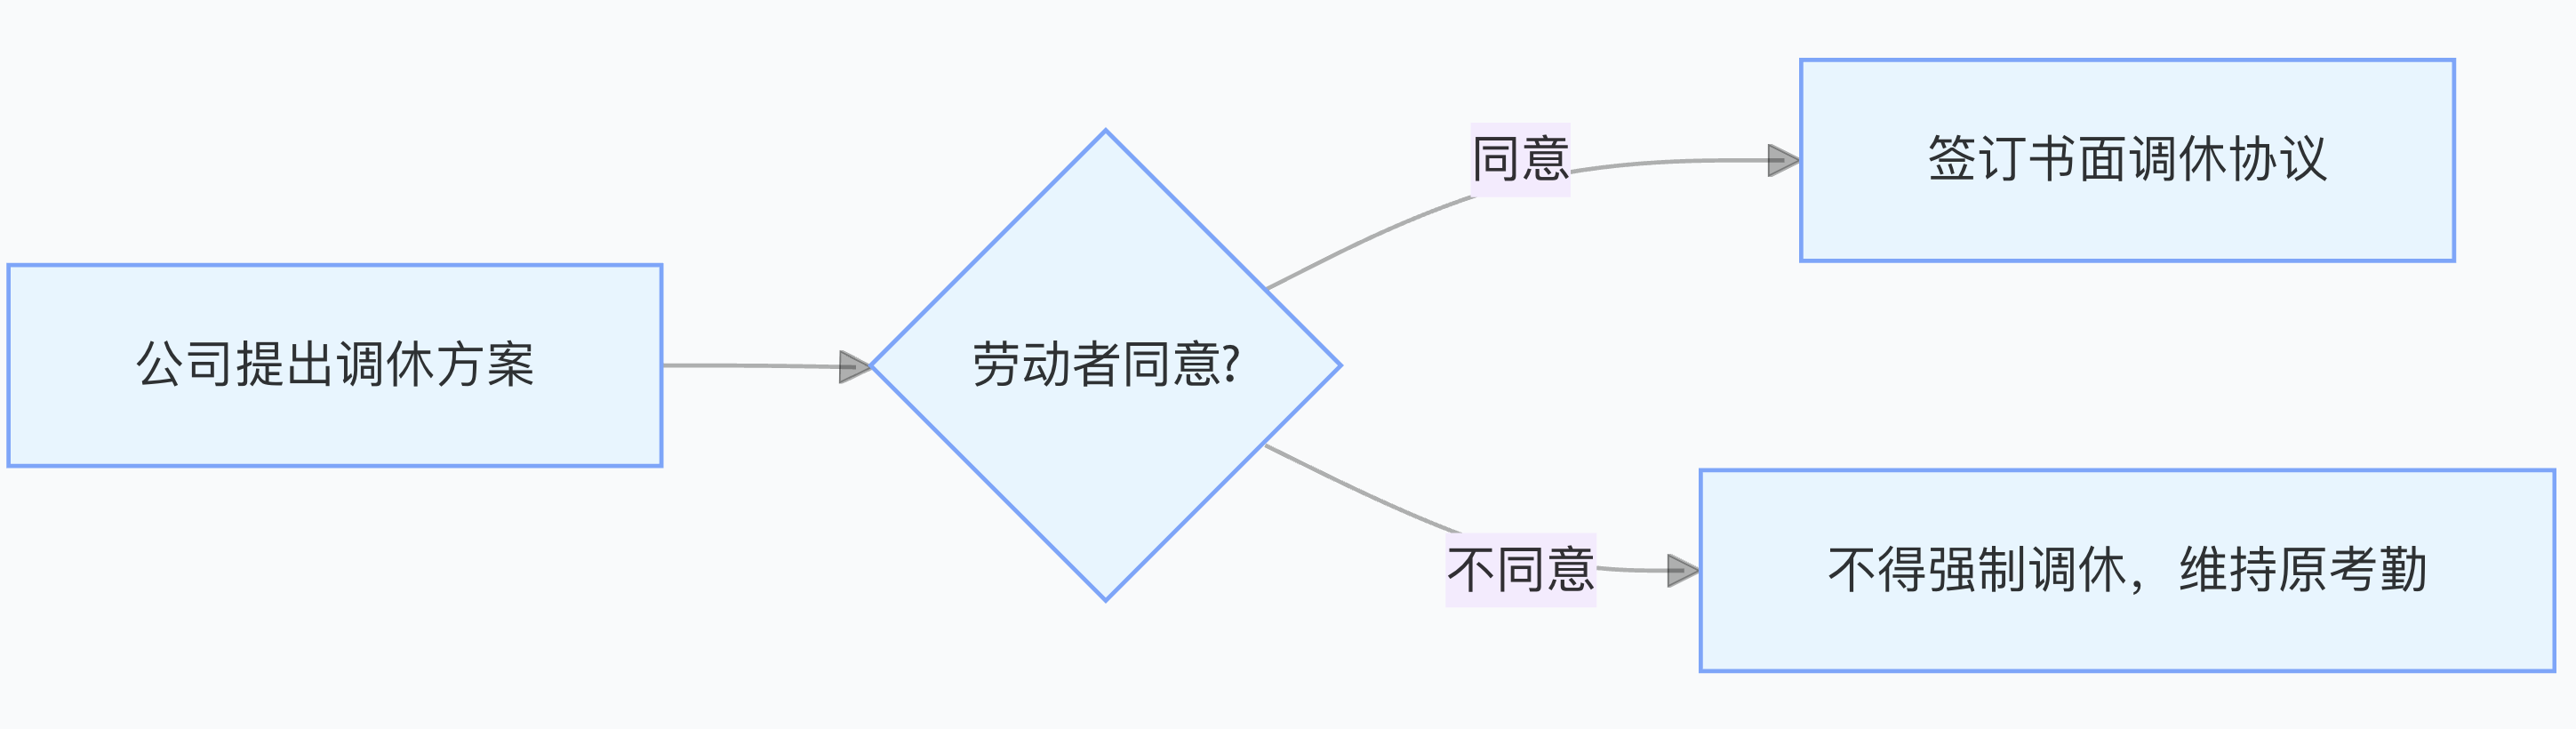 公司提出调休方案
劳动者同意?
同意
签订书面调休协议
不同意
不得强制调休，维持原考勤